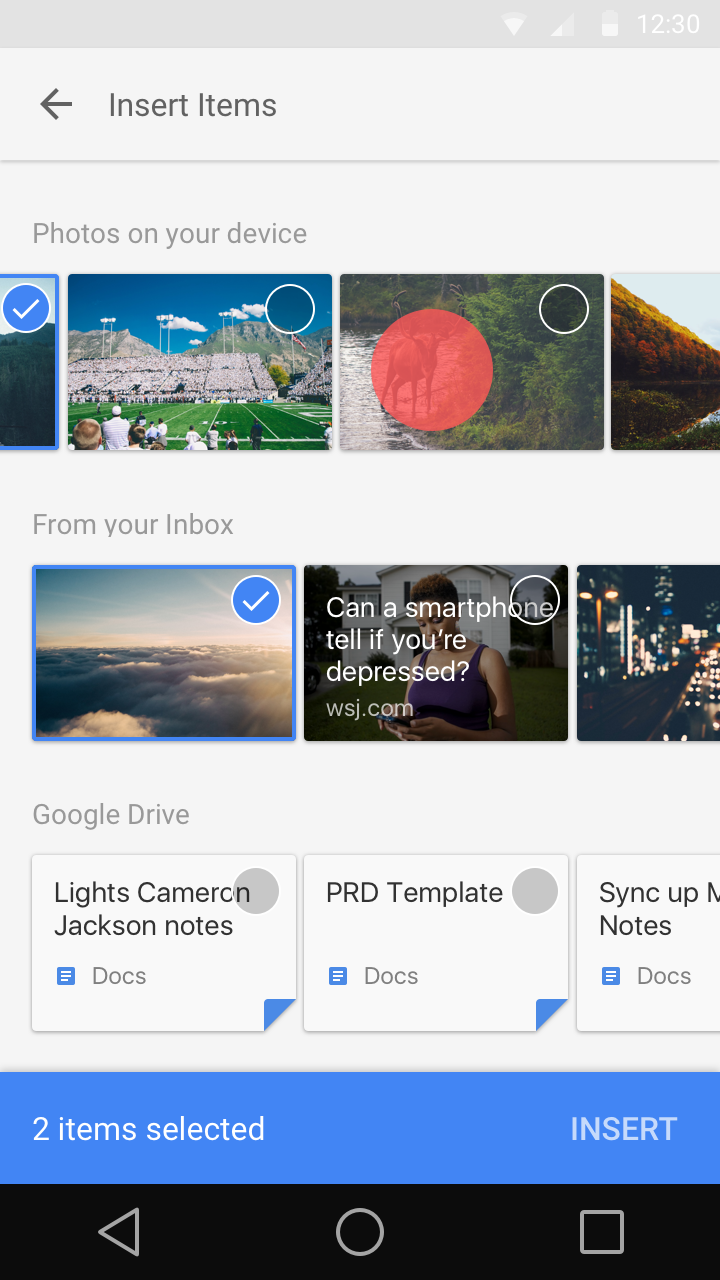 12:30
Insert Items
Photos on your device
From your Inbox
Can a smartphone
tell if you’re
depressed?
wsj.com
Google Drive
Lights Cameron
Jackson notes
Docs
PRD Template
Docs
Sync up M
Notes
Docs
2 items selected
INSERT